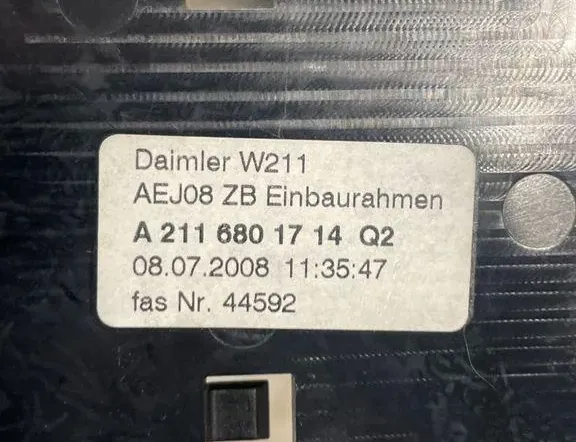 Daimler W211
AEJ08 ZB Einbaurahmen
A 211 680 17 14 Q2
08.07.2008 11:35:47
fas Nr. 44592